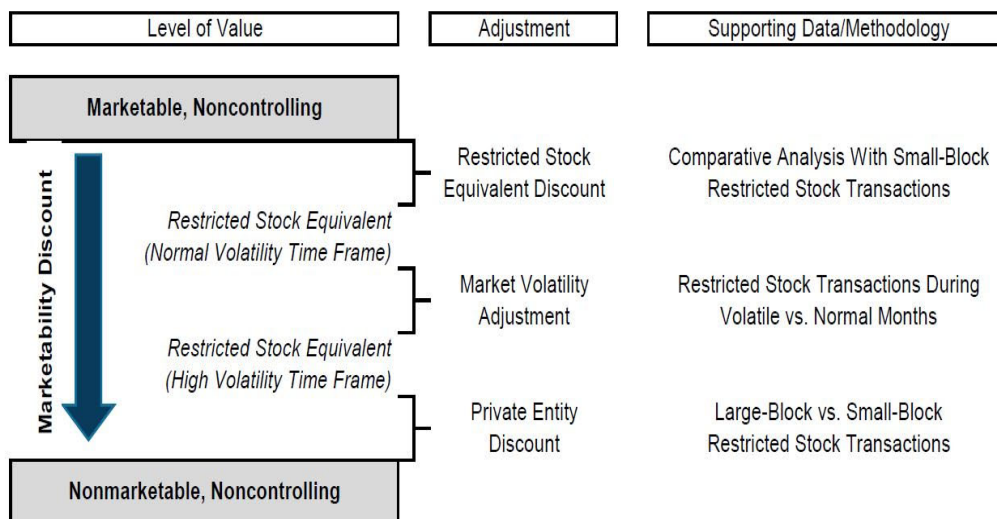 Level of Value
Adjustment
Supporting Data/Methodology
Marketable, Noncontrolling
Marketability Discount
Restricted Stock
Equivalent Discount
Comparative Analysis With Small-Block
Restricted Stock Transactions
Restricted Stock Equivalent
(Normal Volatility Time Frame)
Market Volatility
Adjustment
Restricted Stock Transactions During
Volatile vs. Normal Months
Restricted Stock Equivalent
(High Volatility Time Frame)
Private Entity
Discount
Large-Block vs. Small-Block
Restricted Stock Transactions
Nonmarketable, Noncontrolling